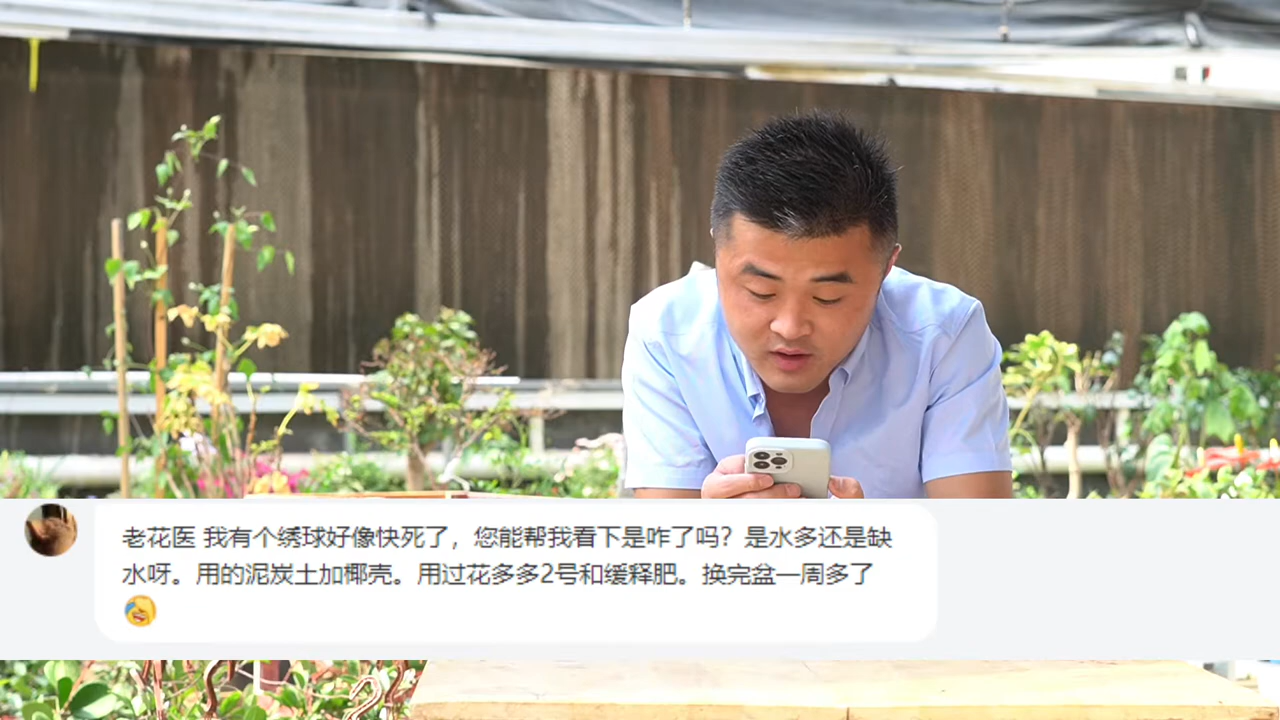 老花医 我有个绣球好像快死了，您能帮我看下是咋了吗？是水多还是缺
水呀。用的泥炭土加椰壳。用过花多多2号和缓释肥。换完盆一周多了